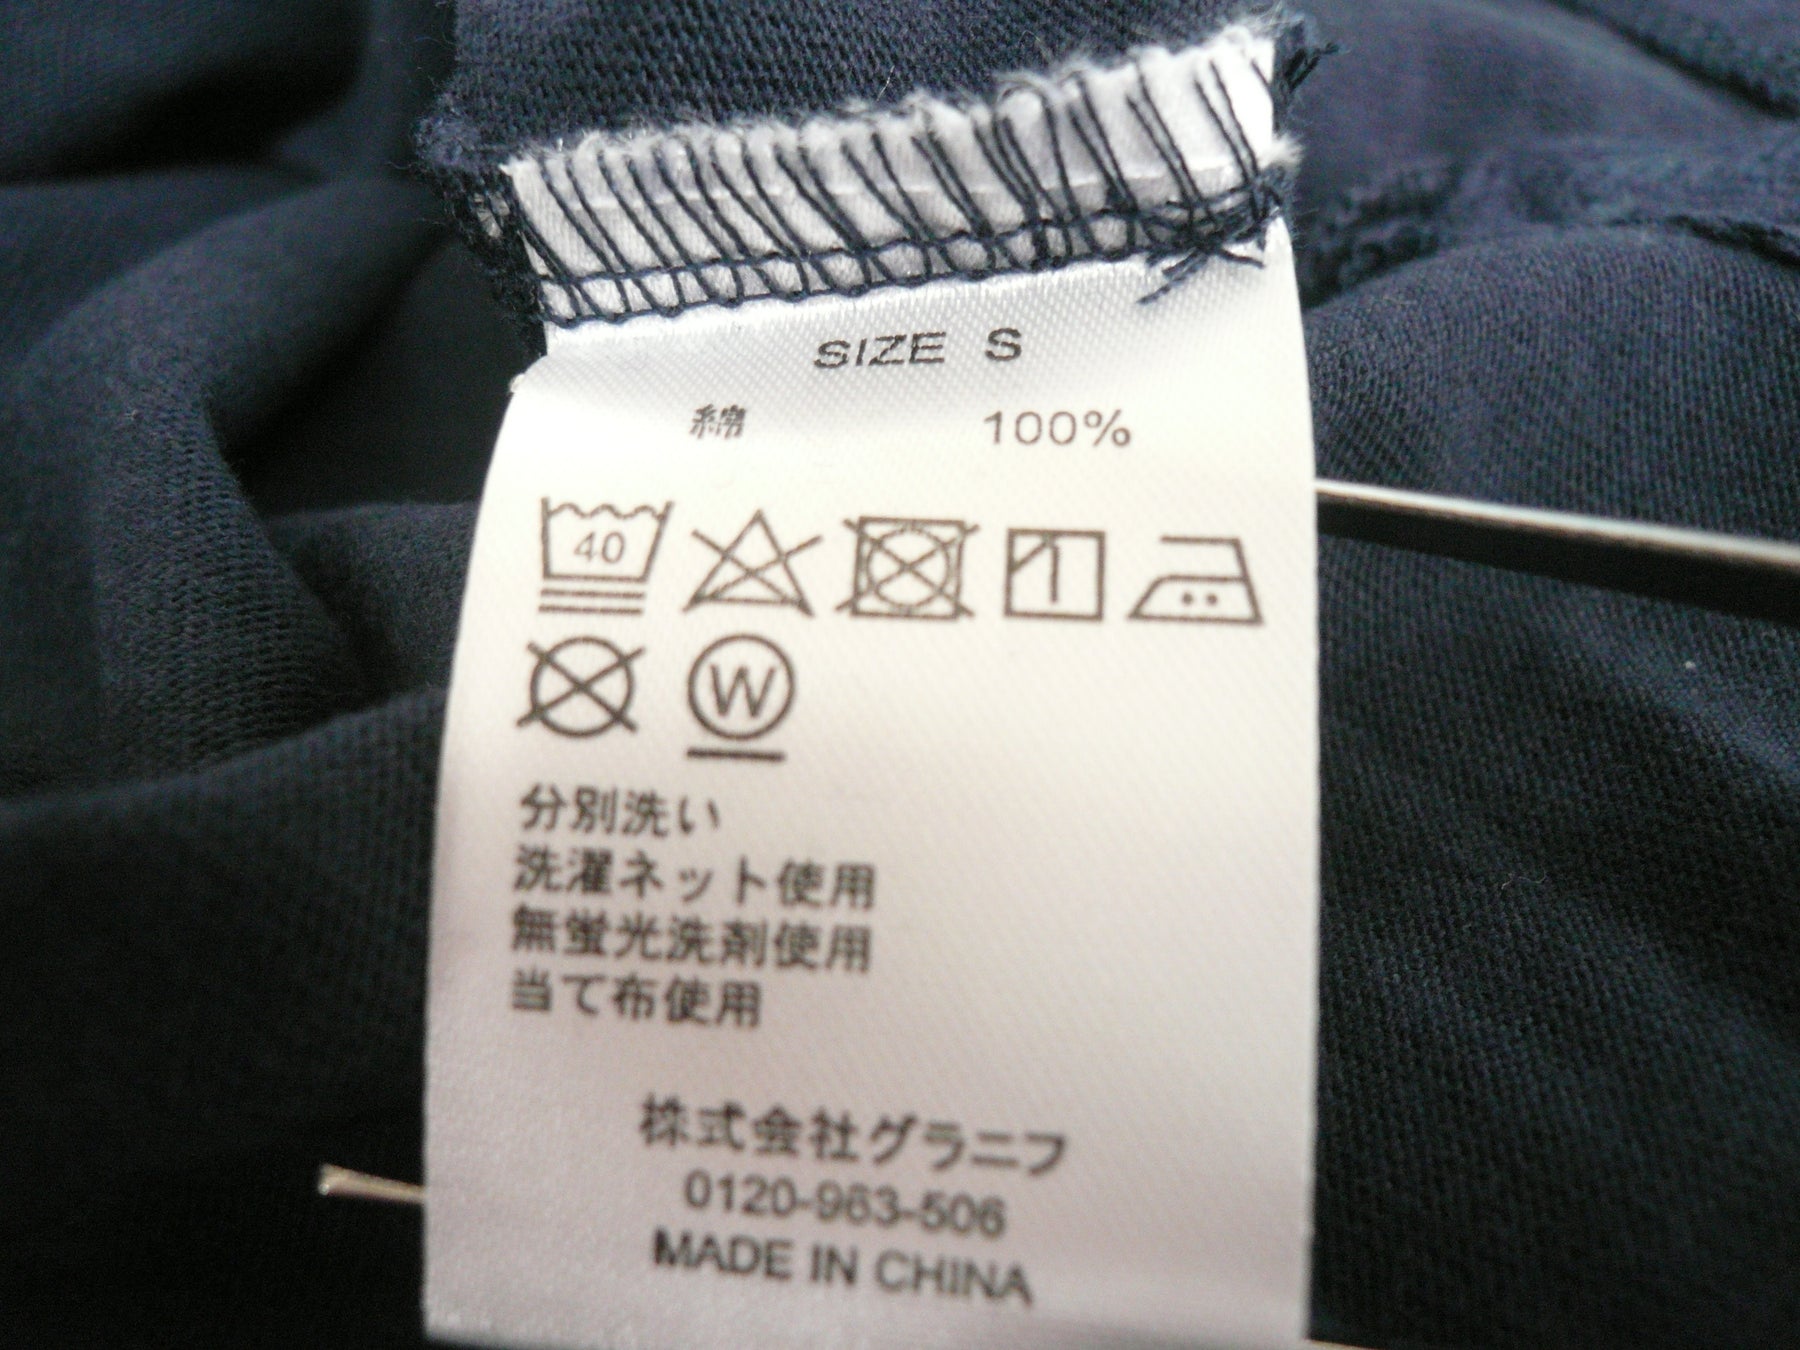 SIZE S
綿 100%
40
W
分別洗い
洗濯ネット使用
無蛍光洗剤使用
当て布使用
株式会社グラニフ
0120-963-506
MADE IN CHINA